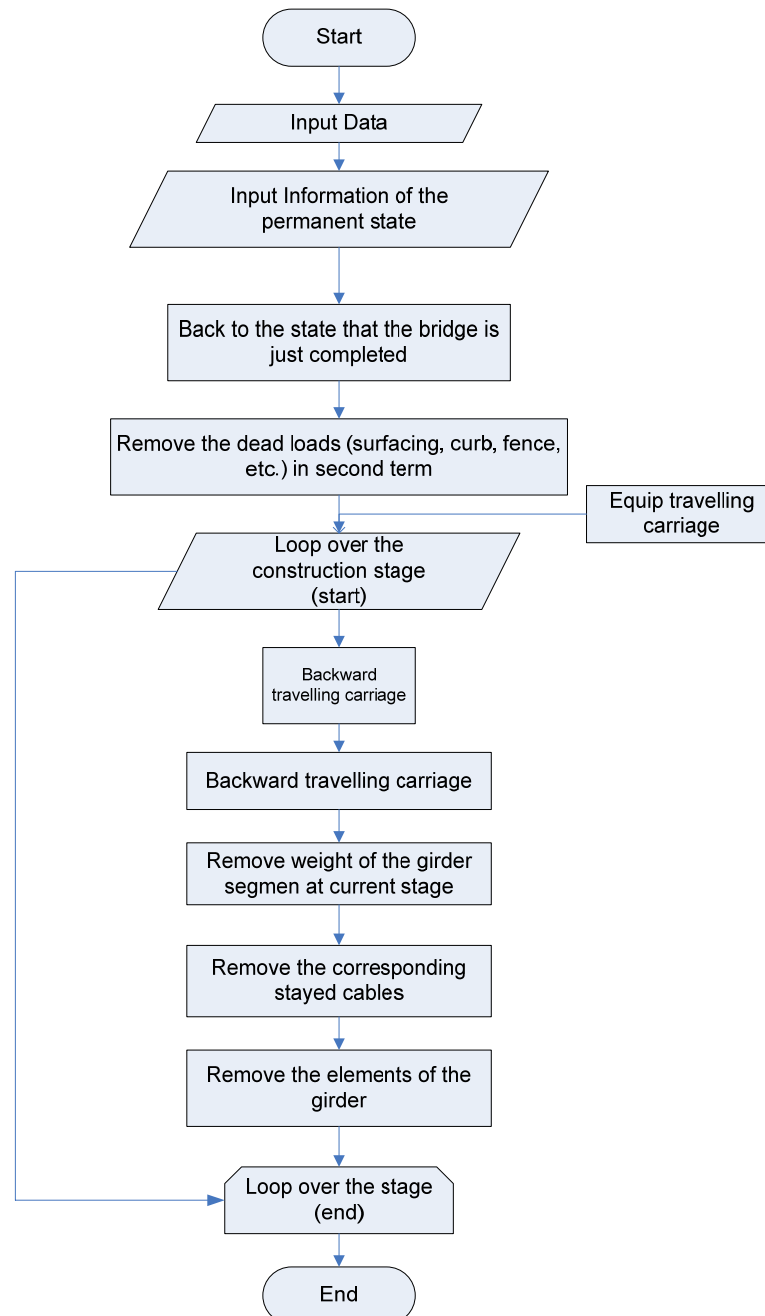 Start
Input Data
Input Information of the
permanent state
Back to the state that the bridge is
just completed
Remove the dead loads (surfacing, curb, fence,
etc.) in second term
Equip travelling
carriage
Loop over the
construction stage
(start)
Backward
travelling carriage
Backward travelling carriage
Remove weight of the girder
segmen at current stage
Remove the corresponding
stayed cables
Remove the elements of the
girder
Loop over the stage
(end)
End